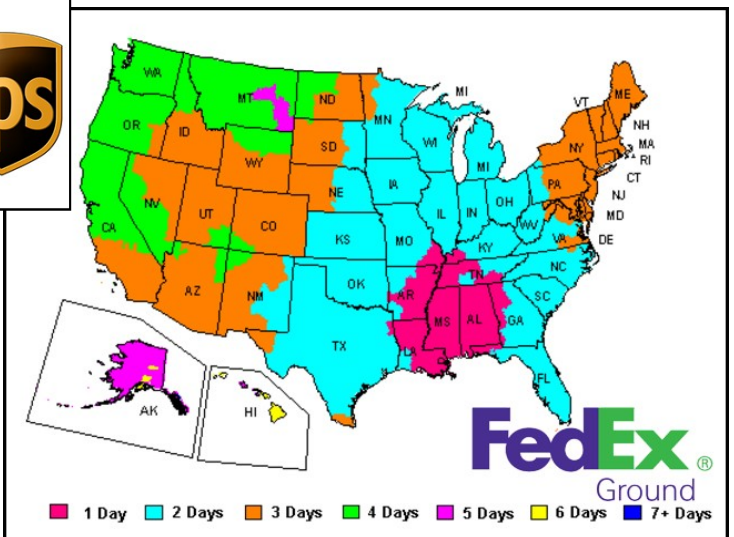 PS
WA
MT
ND
MN
MI
VT
ME
OR
ID
SD
WI
NH
MA
RI
CT
NY
WY
MI
NJ
NE
IA
PA
MD
NV
UT
CO
IL
IN
OH
WV
DE
CA
KS
MO
KY
VA
AZ
NM
OK
AR
TN
NC
SC
MS
AL
GA
TX
LA
FL
AK
HI
FedEx®
Ground
1 Day 2 Days 3 Days 4 Days 5 Days 6 Days 7+ Days